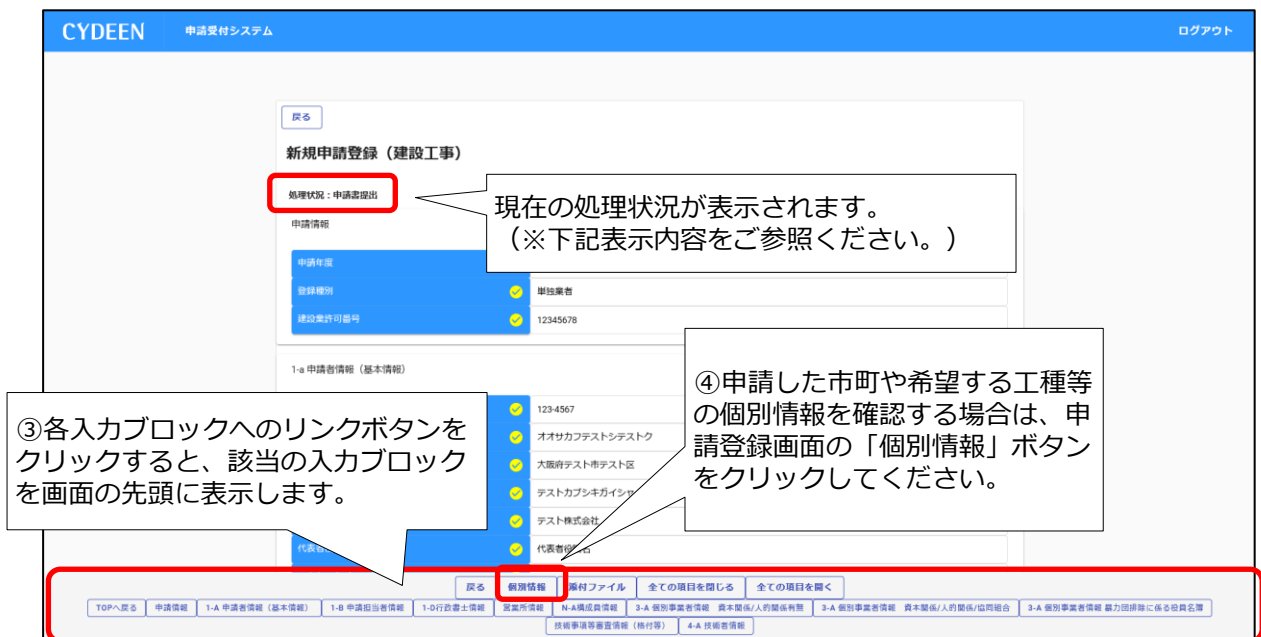 CYDEEN 申請受付システム ログアウト
戻る
新規申請登録（建設工事）
処理状況：申請書提出
現在の処理状況が表示されます。
（※下記表示内容をご参照ください。）
申請情報
申請年度
登録種別 単独業者
建設業許可番号 12345678
1-a 申請者情報（基本情報）
④申請した市町や希望する工種等
の個別情報を確認する場合は、申
請登録画面の「個別情報」ボタン
をクリックしてください。
③各入力ブロックへのリンクボタンを
クリックすると、該当の入力ブロック
を画面の先頭に表示します。
123-4567
オオサカフテストシテストク
大阪府テスト市テスト区
テストカブシキガイシャ
テスト株式会社
代表者役職名
戻る 個別情報 添付ファイル 全ての項目を閉じる 全ての項目を開く
TOPへ戻る 申請情報 1-A 申請者情報（基本情報） 1-B 申請担当者情報 1-D行政書士情報 営業所情報 N-A構成員情報 3-A 個別事業者情報 資本関係/人的関係有無 3-A 個別事業者情報 資本関係/人的関係/協同組合 3-A 個別事業者情報 暴力団排除に係る役員名簿
技術事項等審査情報（格付等） 4-A 技術者情報